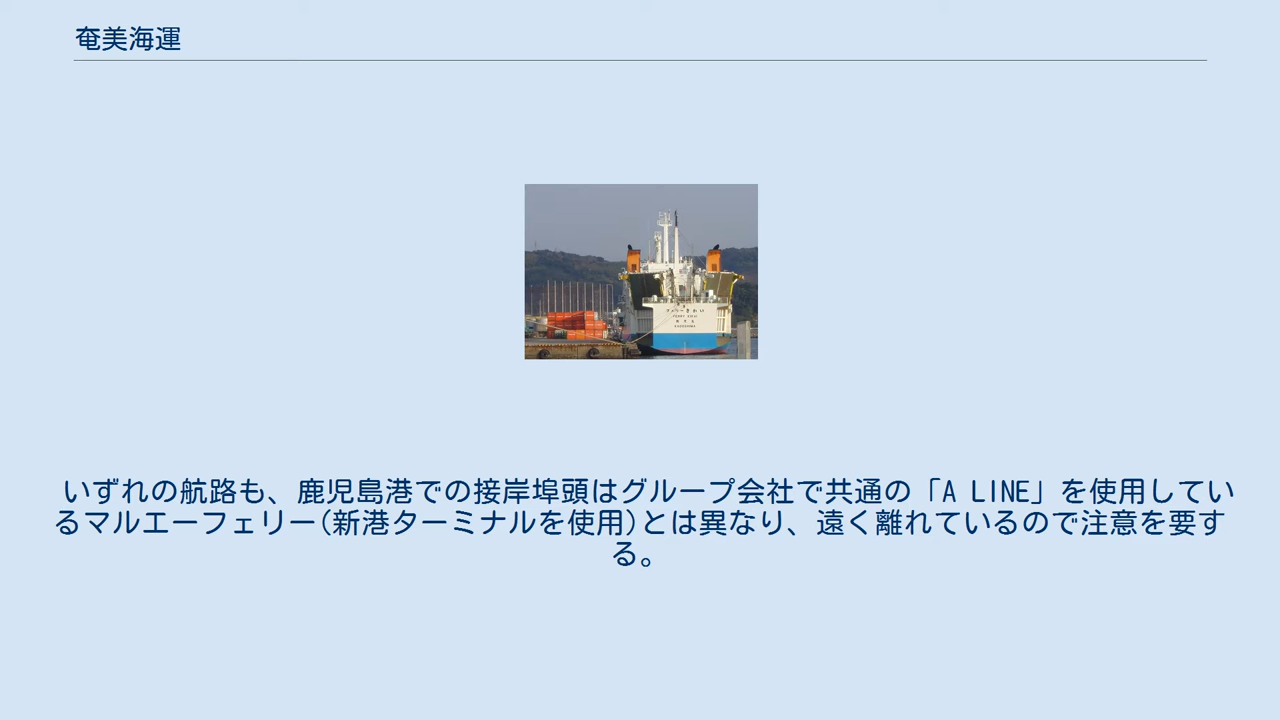 奄美海運
いずれの航路も、鹿児島港での接岸埠頭はグループ会社で共通の「A LINE」を使用してい
るマルエーフェリー(新港ターミナルを使用)とは異なり、遠く離れているので注意を要す
る。